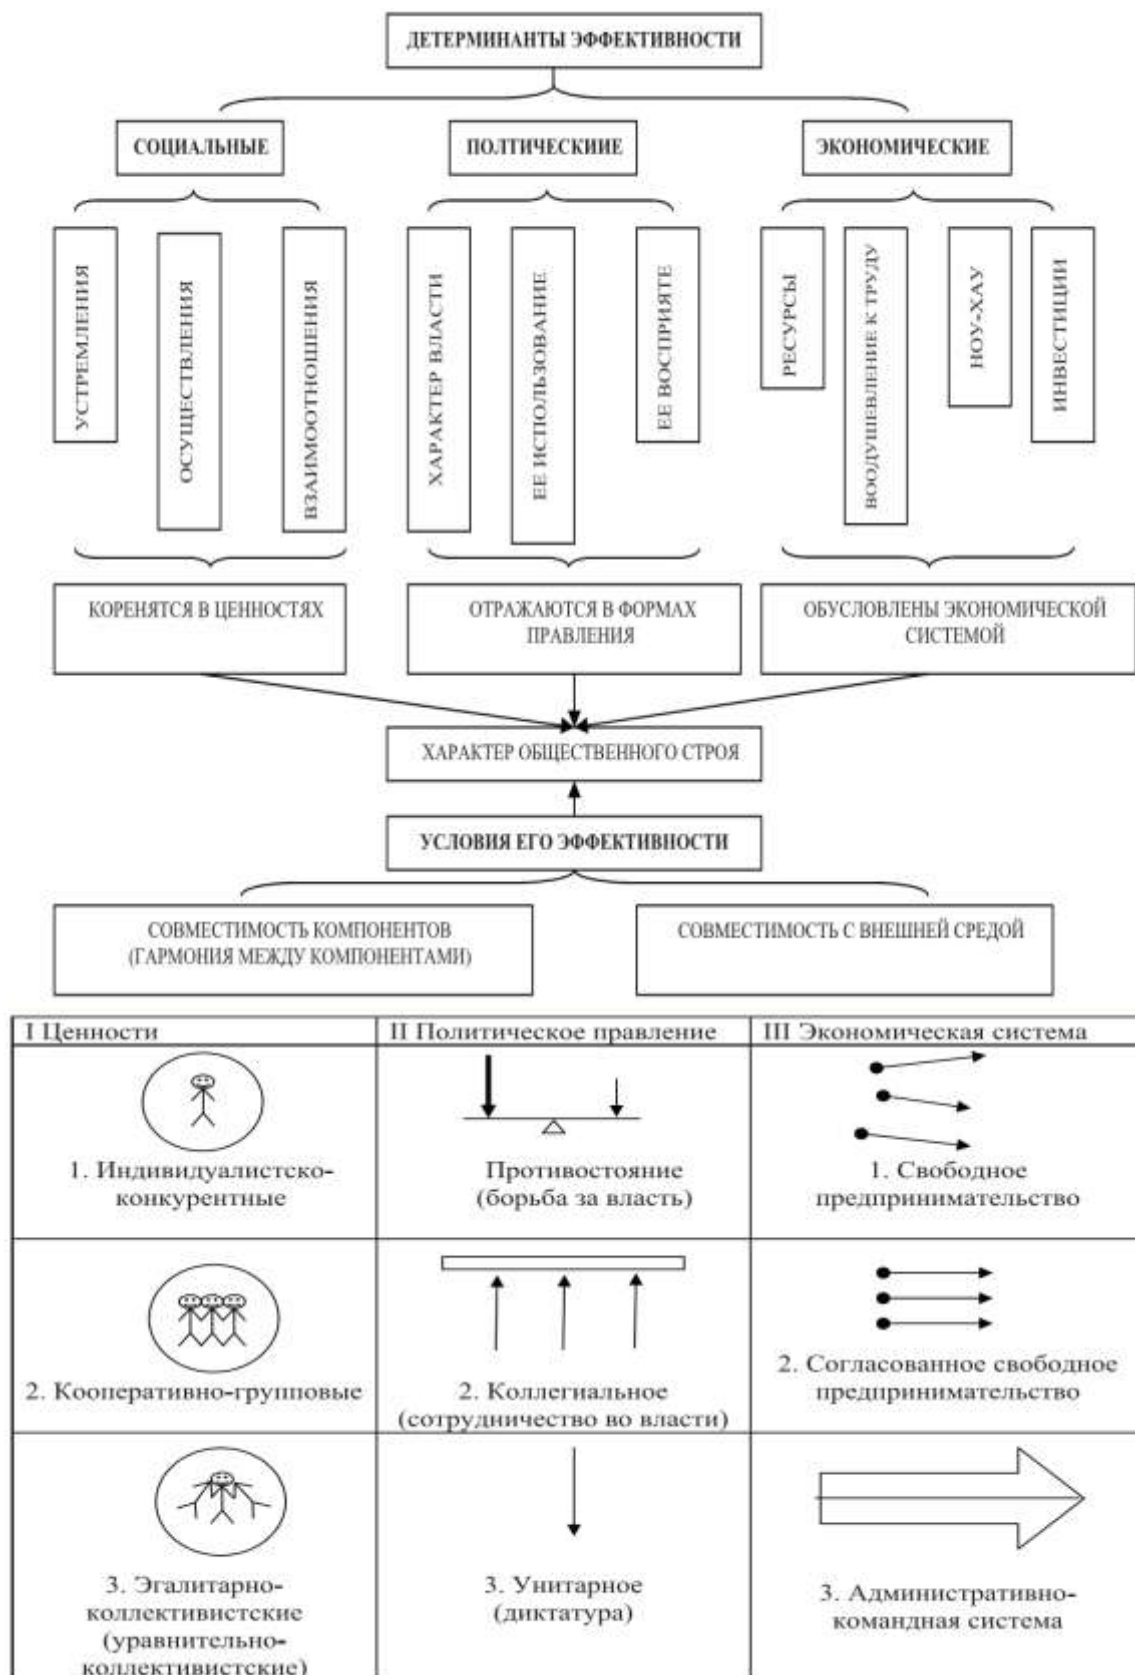 ДЕТЕРМИНАНТЫ ЭФФЕКТИВНОСТИ
СОЦИАЛЬНЫЕ
ПОЛТИЧЕСКИИЕ
ЭКОНОМИЧЕСКИЕ
УСТРЕМЛЕНИЯ
ОСУЩЕСТВЛЕНИЯ
ВЗАИМООТНОШЕНИЯ
ХАРАКТЕР ВЛАСТИ
ЕЕ ИСПОЛЬЗОВАНИЕ
ЕЕ ВОСПРИЯТЕ
РЕСУРСЫ
ВООДУШЕВЛЕНИЕ К ТРУДУ
НОУ-ХАУ
ИНВЕСТИЦИИ
КОРЕНЯТСЯ В ЦЕННОСТЯХ
ОТРАЖАЮТСЯ В ФОРМАХ
ПРАВЛЕНИЯ
ОБУСЛОВЛЕНЫ ЭКОНОМИЧЕСКОЙ
СИСТЕМОЙ
ХАРАКТЕР ОБЩЕСТВЕННОГО СТРОЯ
УСЛОВИЯ ЕГО ЭФФЕКТИВНОСТИ
СОВМЕСТИМОСТЬ КОМПОНЕНТОВ
(ГАРМОНИЯ МЕЖДУ КОМПОНЕНТАМИ)
СОВМЕСТИМОСТЬ С ВНЕШНЕЙ СРЕДОЙ
I Ценности
II Политическое правление
III Экономическая система
1. Индивидуалистско-
конкурентные
Противостояние
(борьба за власть)
1. Свободное
предпринимательство
2. Кооперативно-групповые
2. Коллегиальное
(сотрудничество во власти)
2. Согласованное свободное
предпринимательство
3. Эгалитарно-
коллективистские
(уравнительно-
коллективистские)
3. Унитарное
(диктатура)
3. Административно-
командная система